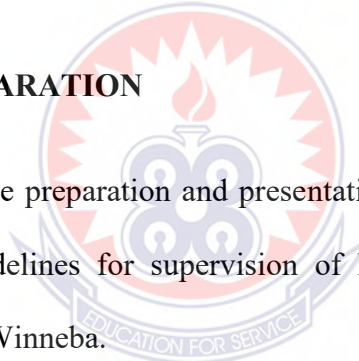 ARATION
e preparation and presentati
delines for supervision of
Winneba.
EDUCATION FOR SERVICE